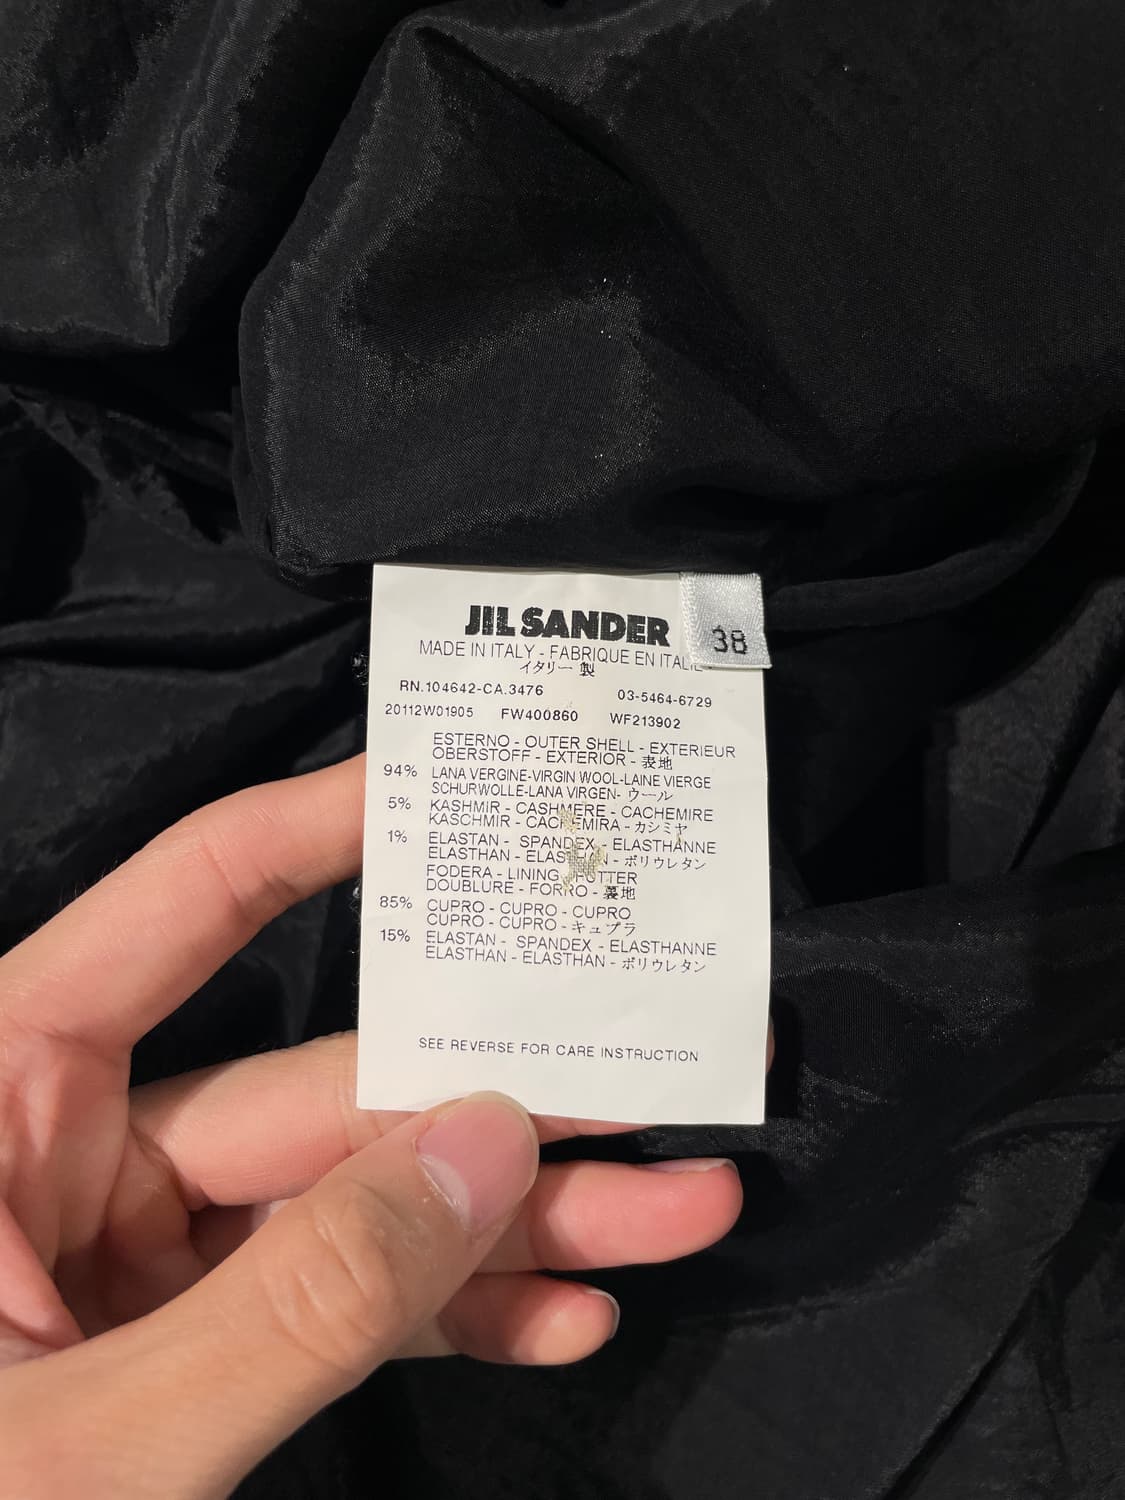 JIL SANDER
38
MADE IN ITALY - FABRIQUE EN ITALIE
イタリー 製
RN.104642-CA.3476 03-5464-6729
20112W01905 FW400860 WF213902
ESTERNO - OUTER SHELL - EXTERIEUR
OBERSTOFF - EXTERIOR - 表地
94% LANA VERGINE-VIRGIN WOOL-LAINE VIERGE
SCHURWOLLE-LANA VIRGEN- ウール
5% KASHMIR - CASHMERE - CACHEMIRE
KASCHMIR - CACHEMIRA - カシミヤ
1% ELASTAN - SPANDEX - ELASTHANNE
ELASTHAN - ELASTHAN - ポリウレタン
FODERA - LINING - FUTTER
DOUBLURE - FORRO - 裏地
85% CUPRO - CUPRO - CUPRO
CUPRO - CUPRO - キュプラ
15% ELASTAN - SPANDEX - ELASTHANNE
ELASTHAN - ELASTHAN - ポリウレタン
SEE REVERSE FOR CARE INSTRUCTION